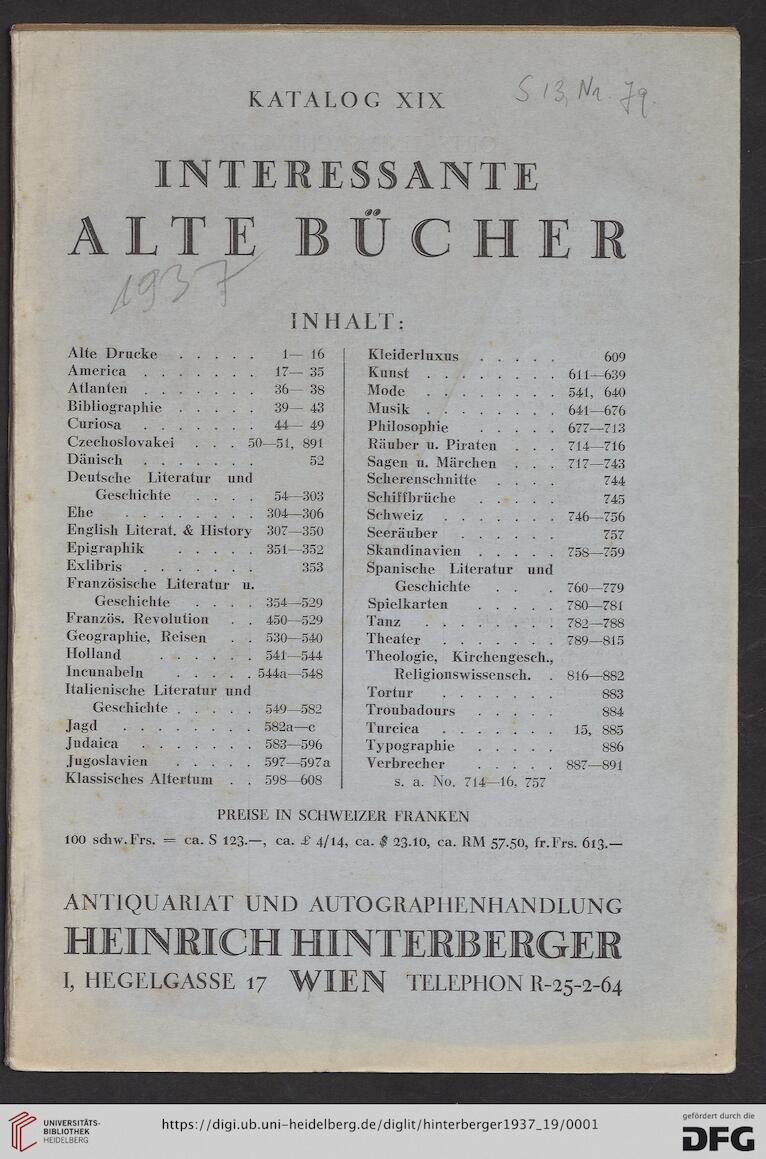 KATALOG XIX
S 13, Nr. 79.
INTERESSANTE
ALTE BÜCHER
1937
INHALT:
Alte Drucke . . . . . 1— 16
America . . . . . . . 17— 35
Atlanten . . . . . . . 36— 38
Bibliographie . . . . . 39— 43
Curiosa . . . . . . . 44— 49
Czechoslovakei . . . 50—51, 891
Dänisch . . . . . . . 52
Deutsche Literatur und
Geschichte . . . . 54—303
Ehe . . . . . . . . 304—306
English Literat. & History 307—350
Epigraphik . . . . . 351—352
Exlibris . . . . . . . 353
Französische Literatur u.
Geschichte . . . . 354—529
Französ. Revolution . . 450—529
Geographie, Reisen . . 530—540
Holland . . . . . . 541—544
Incunabeln . . . . . 544a—548
Italienische Literatur und
Geschichte . . . . . 549—582
Jagd . . . . . . . . 582a—c
Judaica . . . . . . . 583—596
Jugoslavien . . . . . 597—597a
Klassisches Altertum . . 598—608
Kleiderluxus . . . . . 609
Kunst . . . . . . . 611—639
Mode . . . . . . . 541, 640
Musik . . . . . . . 641—676
Philosophie . . . . . 677—713
Räuber u. Piraten . . . 714—716
Sagen u. Märchen . . . 717—743
Scherenschnitte . . . . 744
Schiffbrüche . . . . . 745
Schweiz . . . . . . . 746—756
Seeräuber . . . . . . 757
Skandinavien . . . . . 758—759
Spanische Literatur und
Geschichte . . . . 760—779
Spielkarten . . . . . 780—781
Tanz . . . . . . . . 782—788
Theater . . . . . . . 789—815
Theologie, Kirchengesch.,
Religionswissensch. . 816—882
Tortur . . . . . . . 883
Troubadours . . . . . 884
Turcica . . . . . . . 15, 885
Typographie . . . . . 886
Verbrecher . . . . . 887—891
s. a. No. 714—16, 757
PREISE IN SCHWEIZER FRANKEN
100 schw.Frs. = ca. S 123.—, ca. £ 4/14, ca. $ 23.10, ca. RM 57.50, fr.Frs. 613.—
ANTIQUARIAT UND AUTOGRAPHENHANDLUNG
HEINRICH HINTERBERGER
I, HEGELGASSE 17 WIEN TELEPHON R-25-2-64
UNIVERSITÄTS-
BIBLIOTHEK
HEIDELBERG
https://digi.ub.uni-heidelberg.de/diglit/hinterberger1937_19/0001
gefördert durch die
DFG